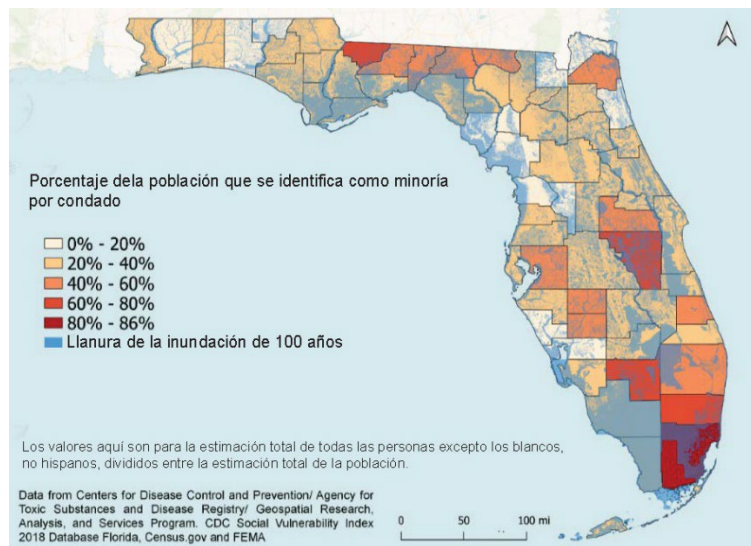 Porcentaje dela población que se identifica como minoría
por condado
0% - 20%
20% - 40%
40% - 60%
60% - 80%
80% - 86%
Llanura de la inundación de 100 años
Los valores aquí son para la estimación total de todas las personas excepto los blancos,
no hispanos, divididos entre la estimación total de la población.
Data from Centers for Disease Control and Prevention/ Agency for
Toxic Substances and Disease Registry/ Geospatial Research,
Analysis, and Services Program. CDC Social Vulnerability Index
2018 Database Florida, Census.gov and FEMA
0 50 100 mi